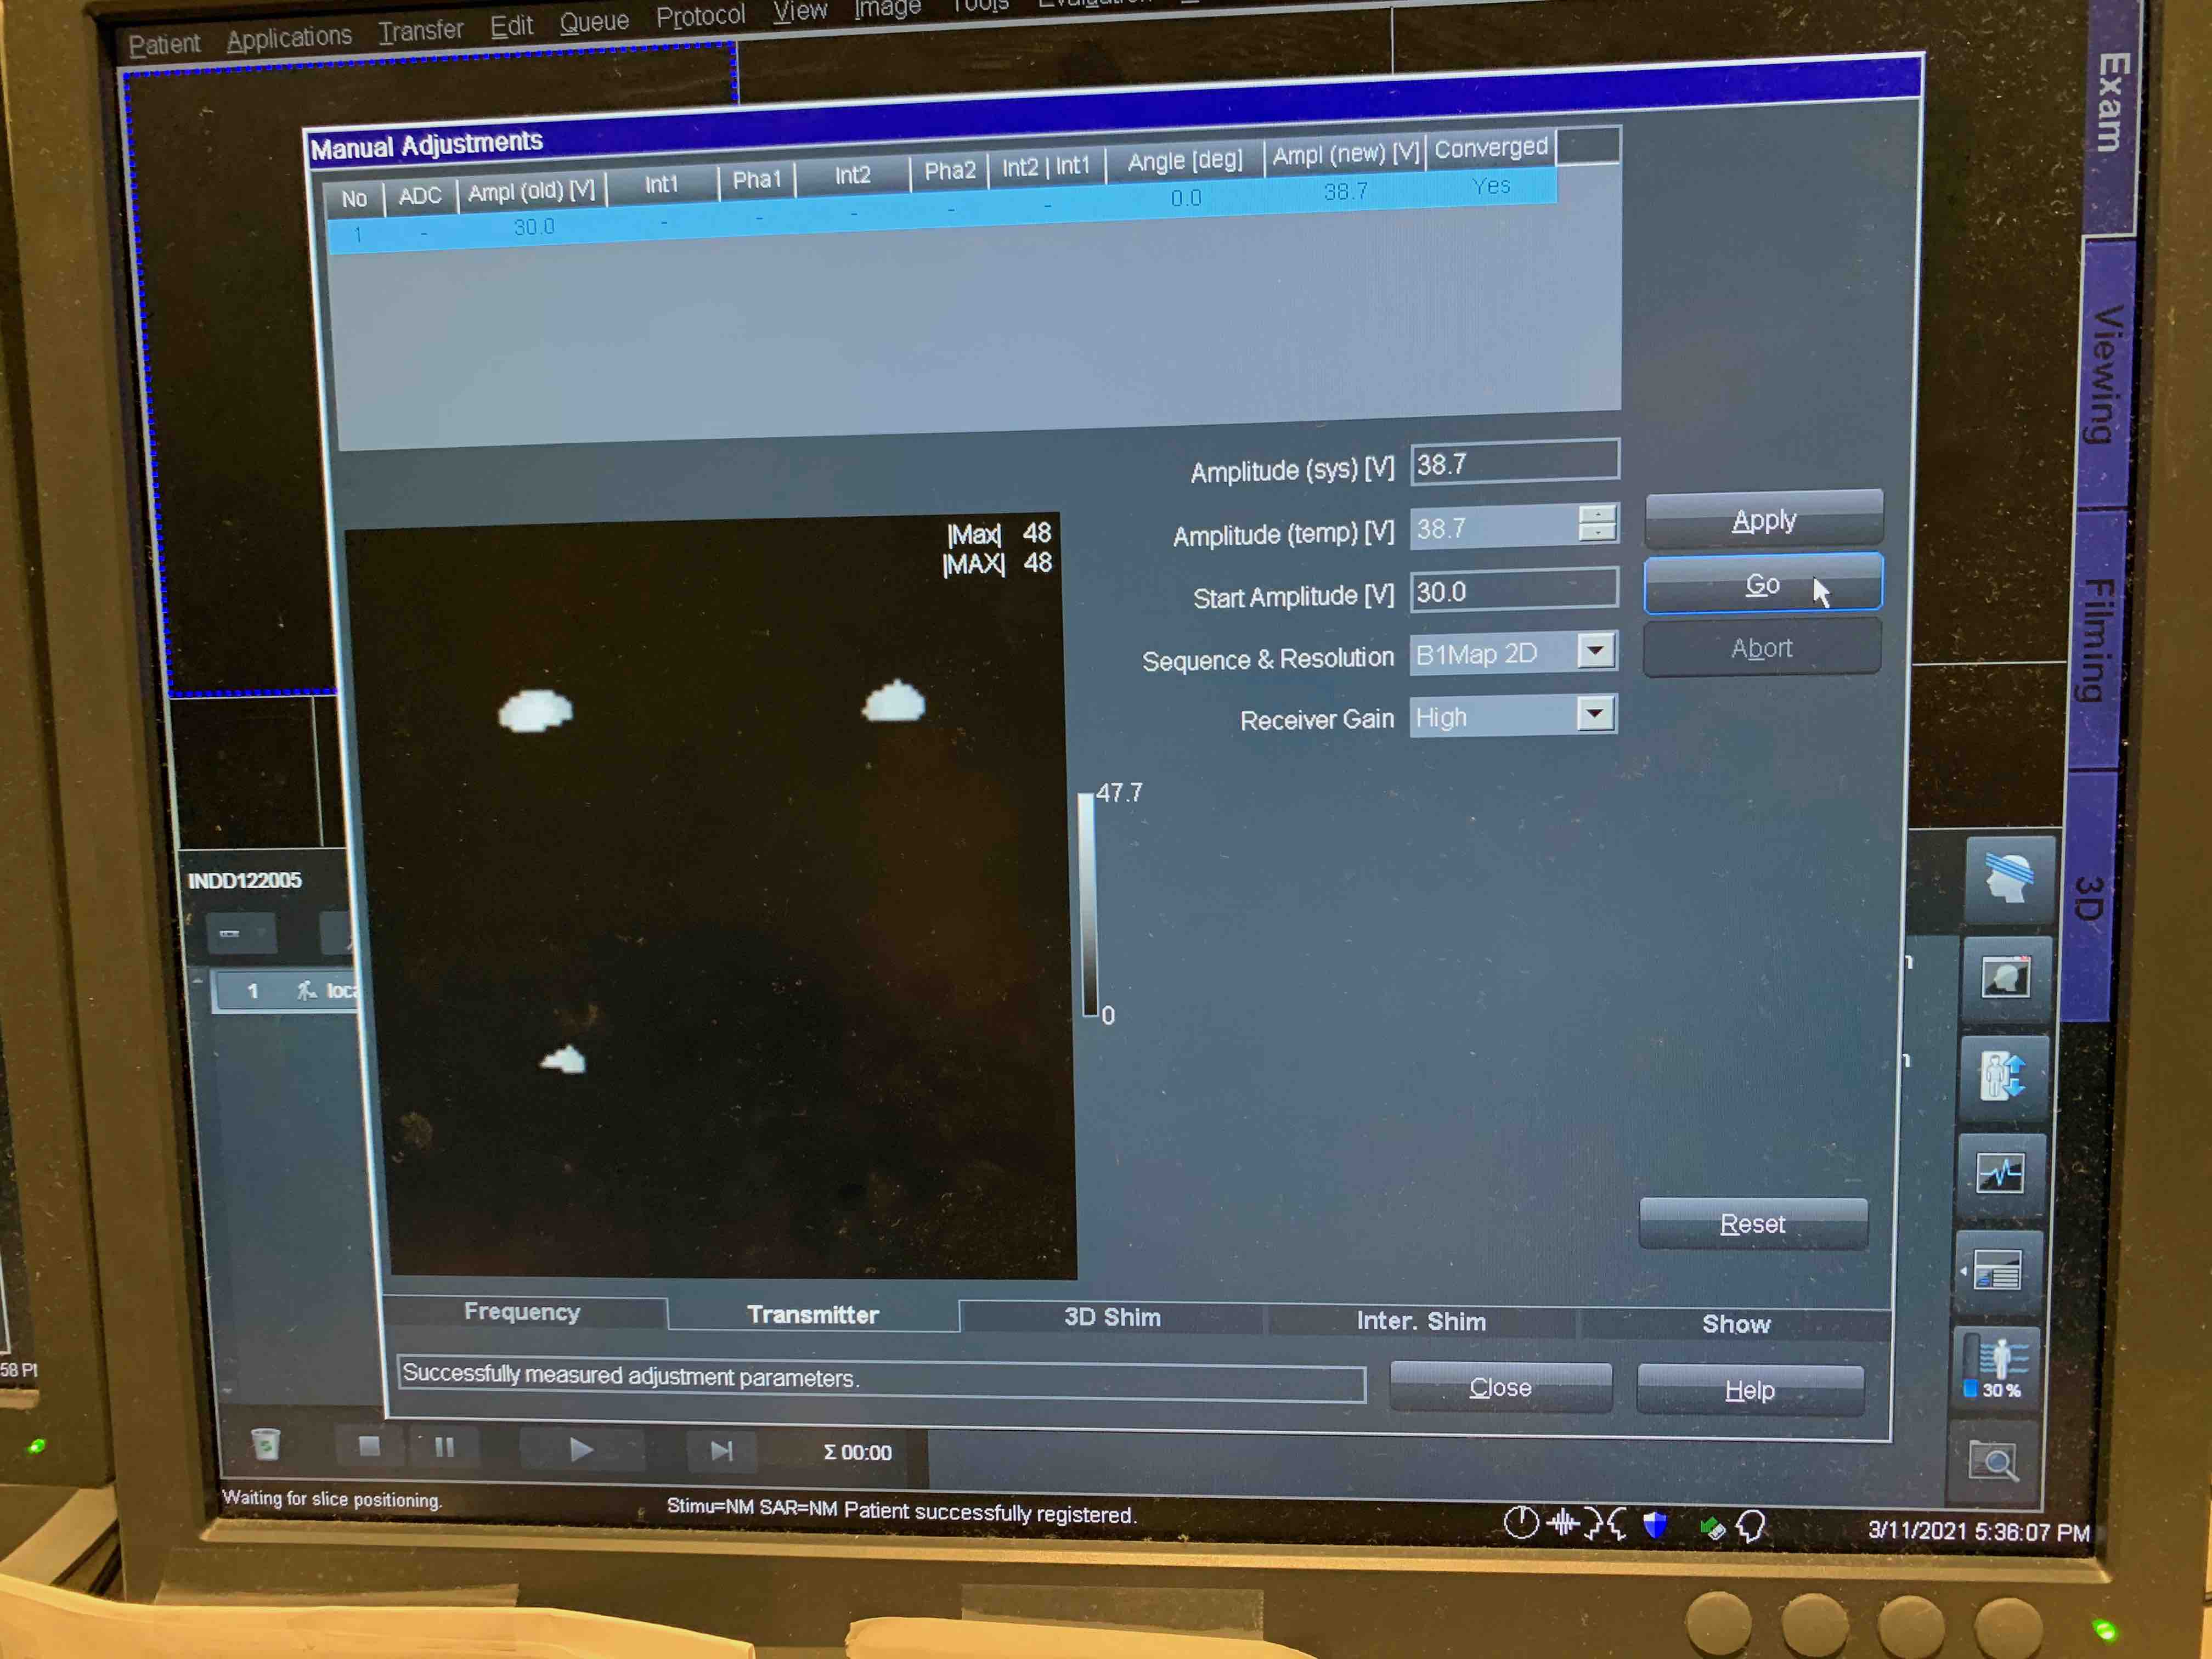 Patient Applications Transfer Edit Queue Protocol View Image Tools
Exam
Viewing
Filming
3D
Manual Adjustments
No ADC Ampl (old) [V] Int1 Pha1 Int2 Pha2 Int2 | Int1 Angle [deg] Ampl (new) [V] Converged
1 - 30.0 - - - - - 0.0 38.7 Yes
Amplitude (sys) [V] 38.7
Amplitude (temp) [V] 38.7
Apply
Start Amplitude [V] 30.0
Go
Sequence & Resolution B1Map 2D
Abort
Receiver Gain High
|Max| 48
|MAX| 48
47.7
0
INDD122005
1 loca
Reset
Frequency Transmitter 3D Shim Inter. Shim Show
Successfully measured adjustment parameters.
Close Help
30 %
58 PM
Σ 00:00
Waiting for slice positioning.
Stimu=NM SAR=NM Patient successfully registered.
3/11/2021 5:36:07 PM